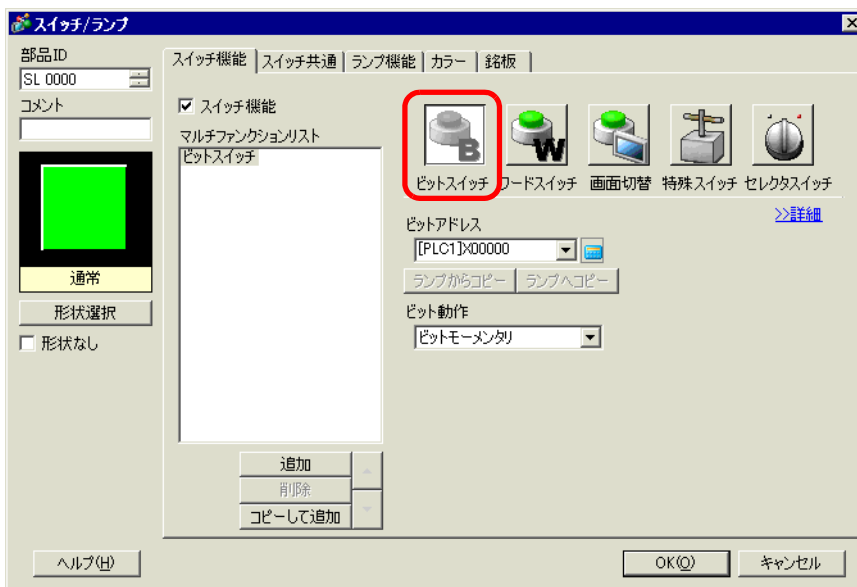 スイッチ/ランプ
部品ID
SL 0000
コメント
通常
形状選択
形状なし
スイッチ機能 スイッチ共通 ランプ機能 カラー 銘板
スイッチ機能
マルチファンクションリスト
ビットスイッチ
追加
削除
コピーして追加
B W
ビットスイッチ ワードスイッチ 画面切替 特殊スイッチ セレクタスイッチ
>>詳細
ビットアドレス
[PLC1]X00000
ランプからコピー ランプへコピー
ビット動作
ビットモーメンタリ
ヘルプ(H) OK(O) キャンセル